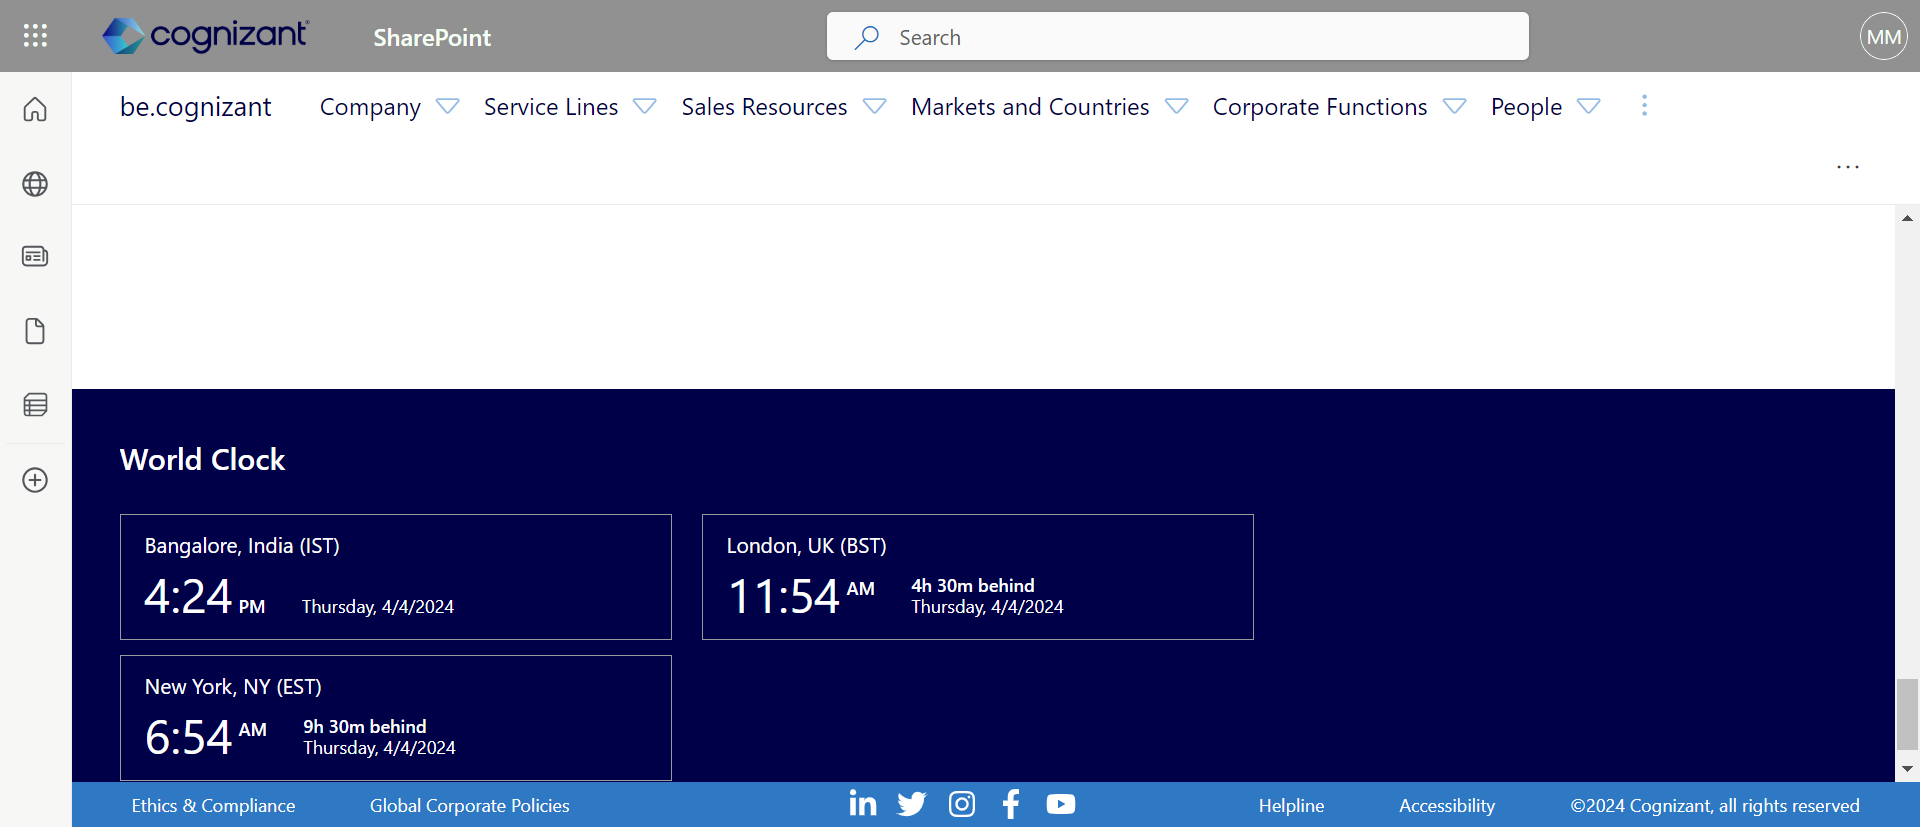 cognizant
SharePoint
Search
MM
be.cognizant
Company
Service Lines
Sales Resources
Markets and Countries
Corporate Functions
People
World Clock
Bangalore, India (IST)
4:24 PM
Thursday, 4/4/2024
London, UK (BST)
11:54 AM
4h 30m behind
Thursday, 4/4/2024
New York, NY (EST)
6:54 AM
9h 30m behind
Thursday, 4/4/2024
Ethics & Compliance
Global Corporate Policies
Helpline
Accessibility
©2024 Cognizant, all rights reserved